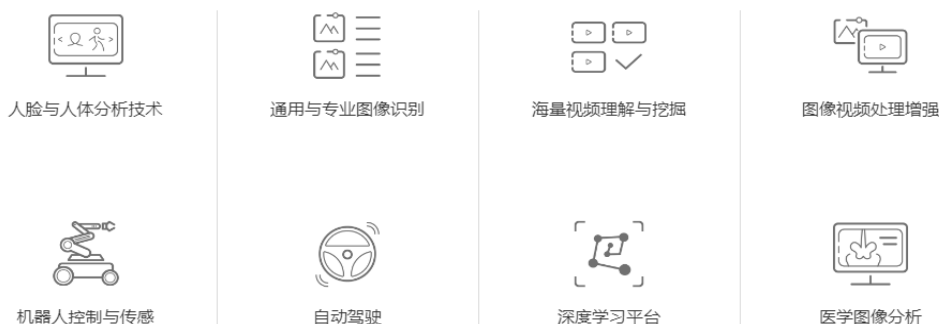 人脸与人体分析技术
通用与专业图像识别
海量视频理解与挖掘
图像视频处理增强
机器人控制与传感
自动驾驶
深度学习平台
医学图像分析